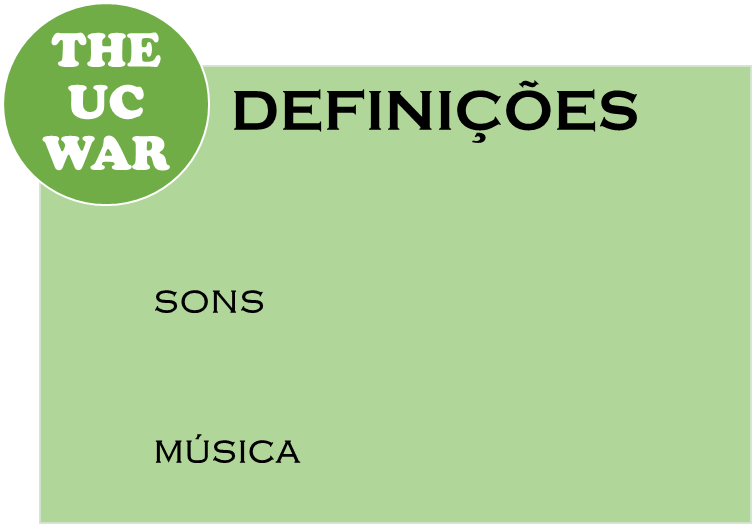 THE
UC
WAR
DEFINIÇÕES
SONS
MÚSICA